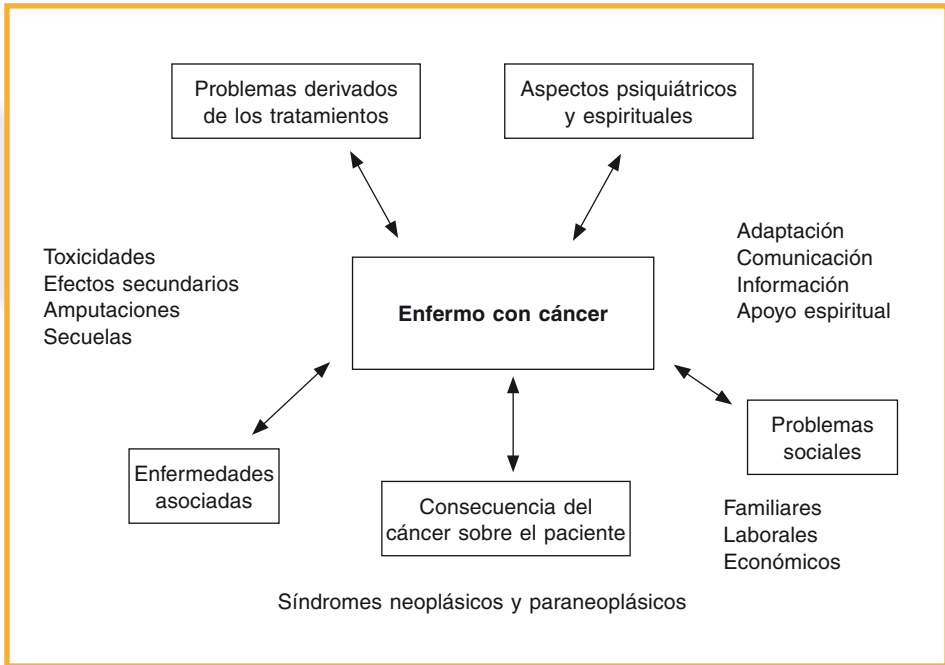 Problemas derivados
de los tratamientos
Aspectos psiquiátricos
y espirituales
Toxicidades
Efectos secundarios
Amputaciones
Secuelas
Enfermo con cáncer
Adaptación
Comunicación
Información
Apoyo espiritual
Enfermedades
asociadas
Consecuencia del
cáncer sobre el paciente
Problemas
sociales
Familiares
Laborales
Económicos
Síndromes neoplásicos y paraneoplásicos